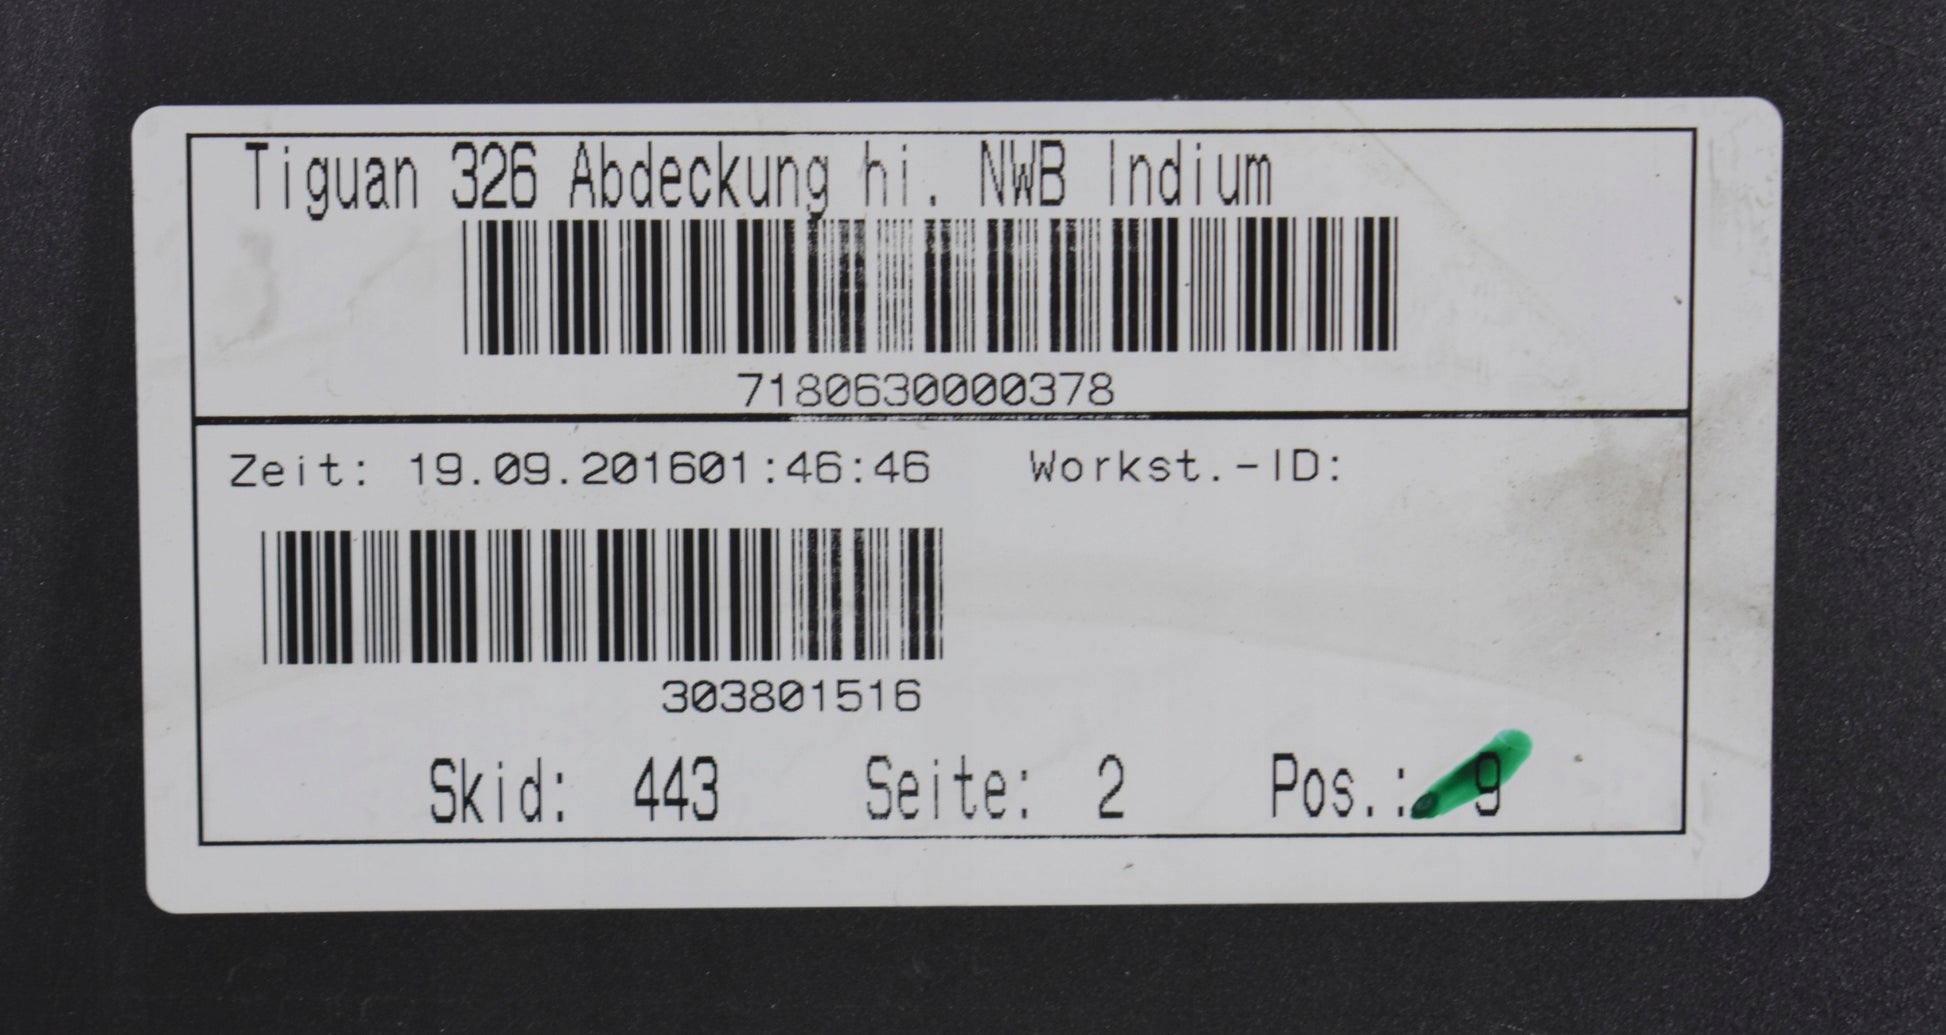 Tiguan 326 Abdeckung hi. NWB Indium
7180630000378
Zeit: 19.09.201601:46:46 Workst.-ID:
303801516
Skid: 443 Seite: 2 Pos.: 9